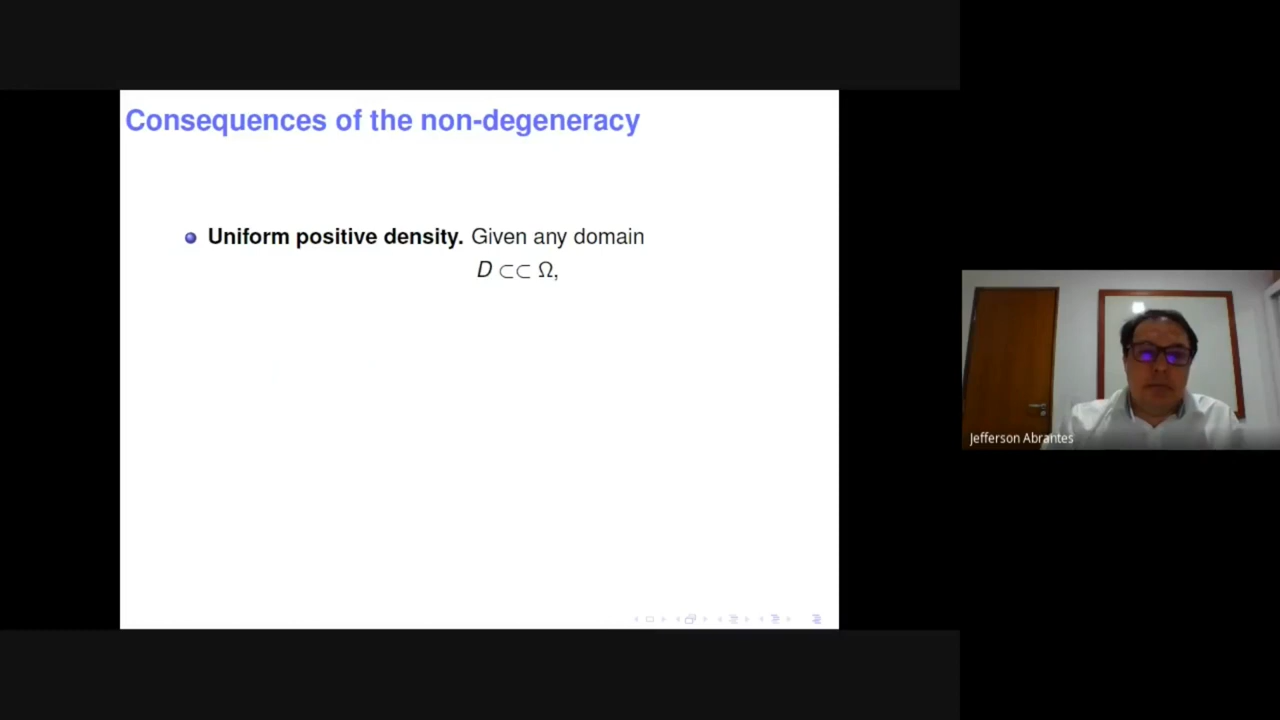 Consequences of the non-degeneracy
Uniform positive density. Given any domain
D ⊂⊂ Ω,
Jefferson Abrantes